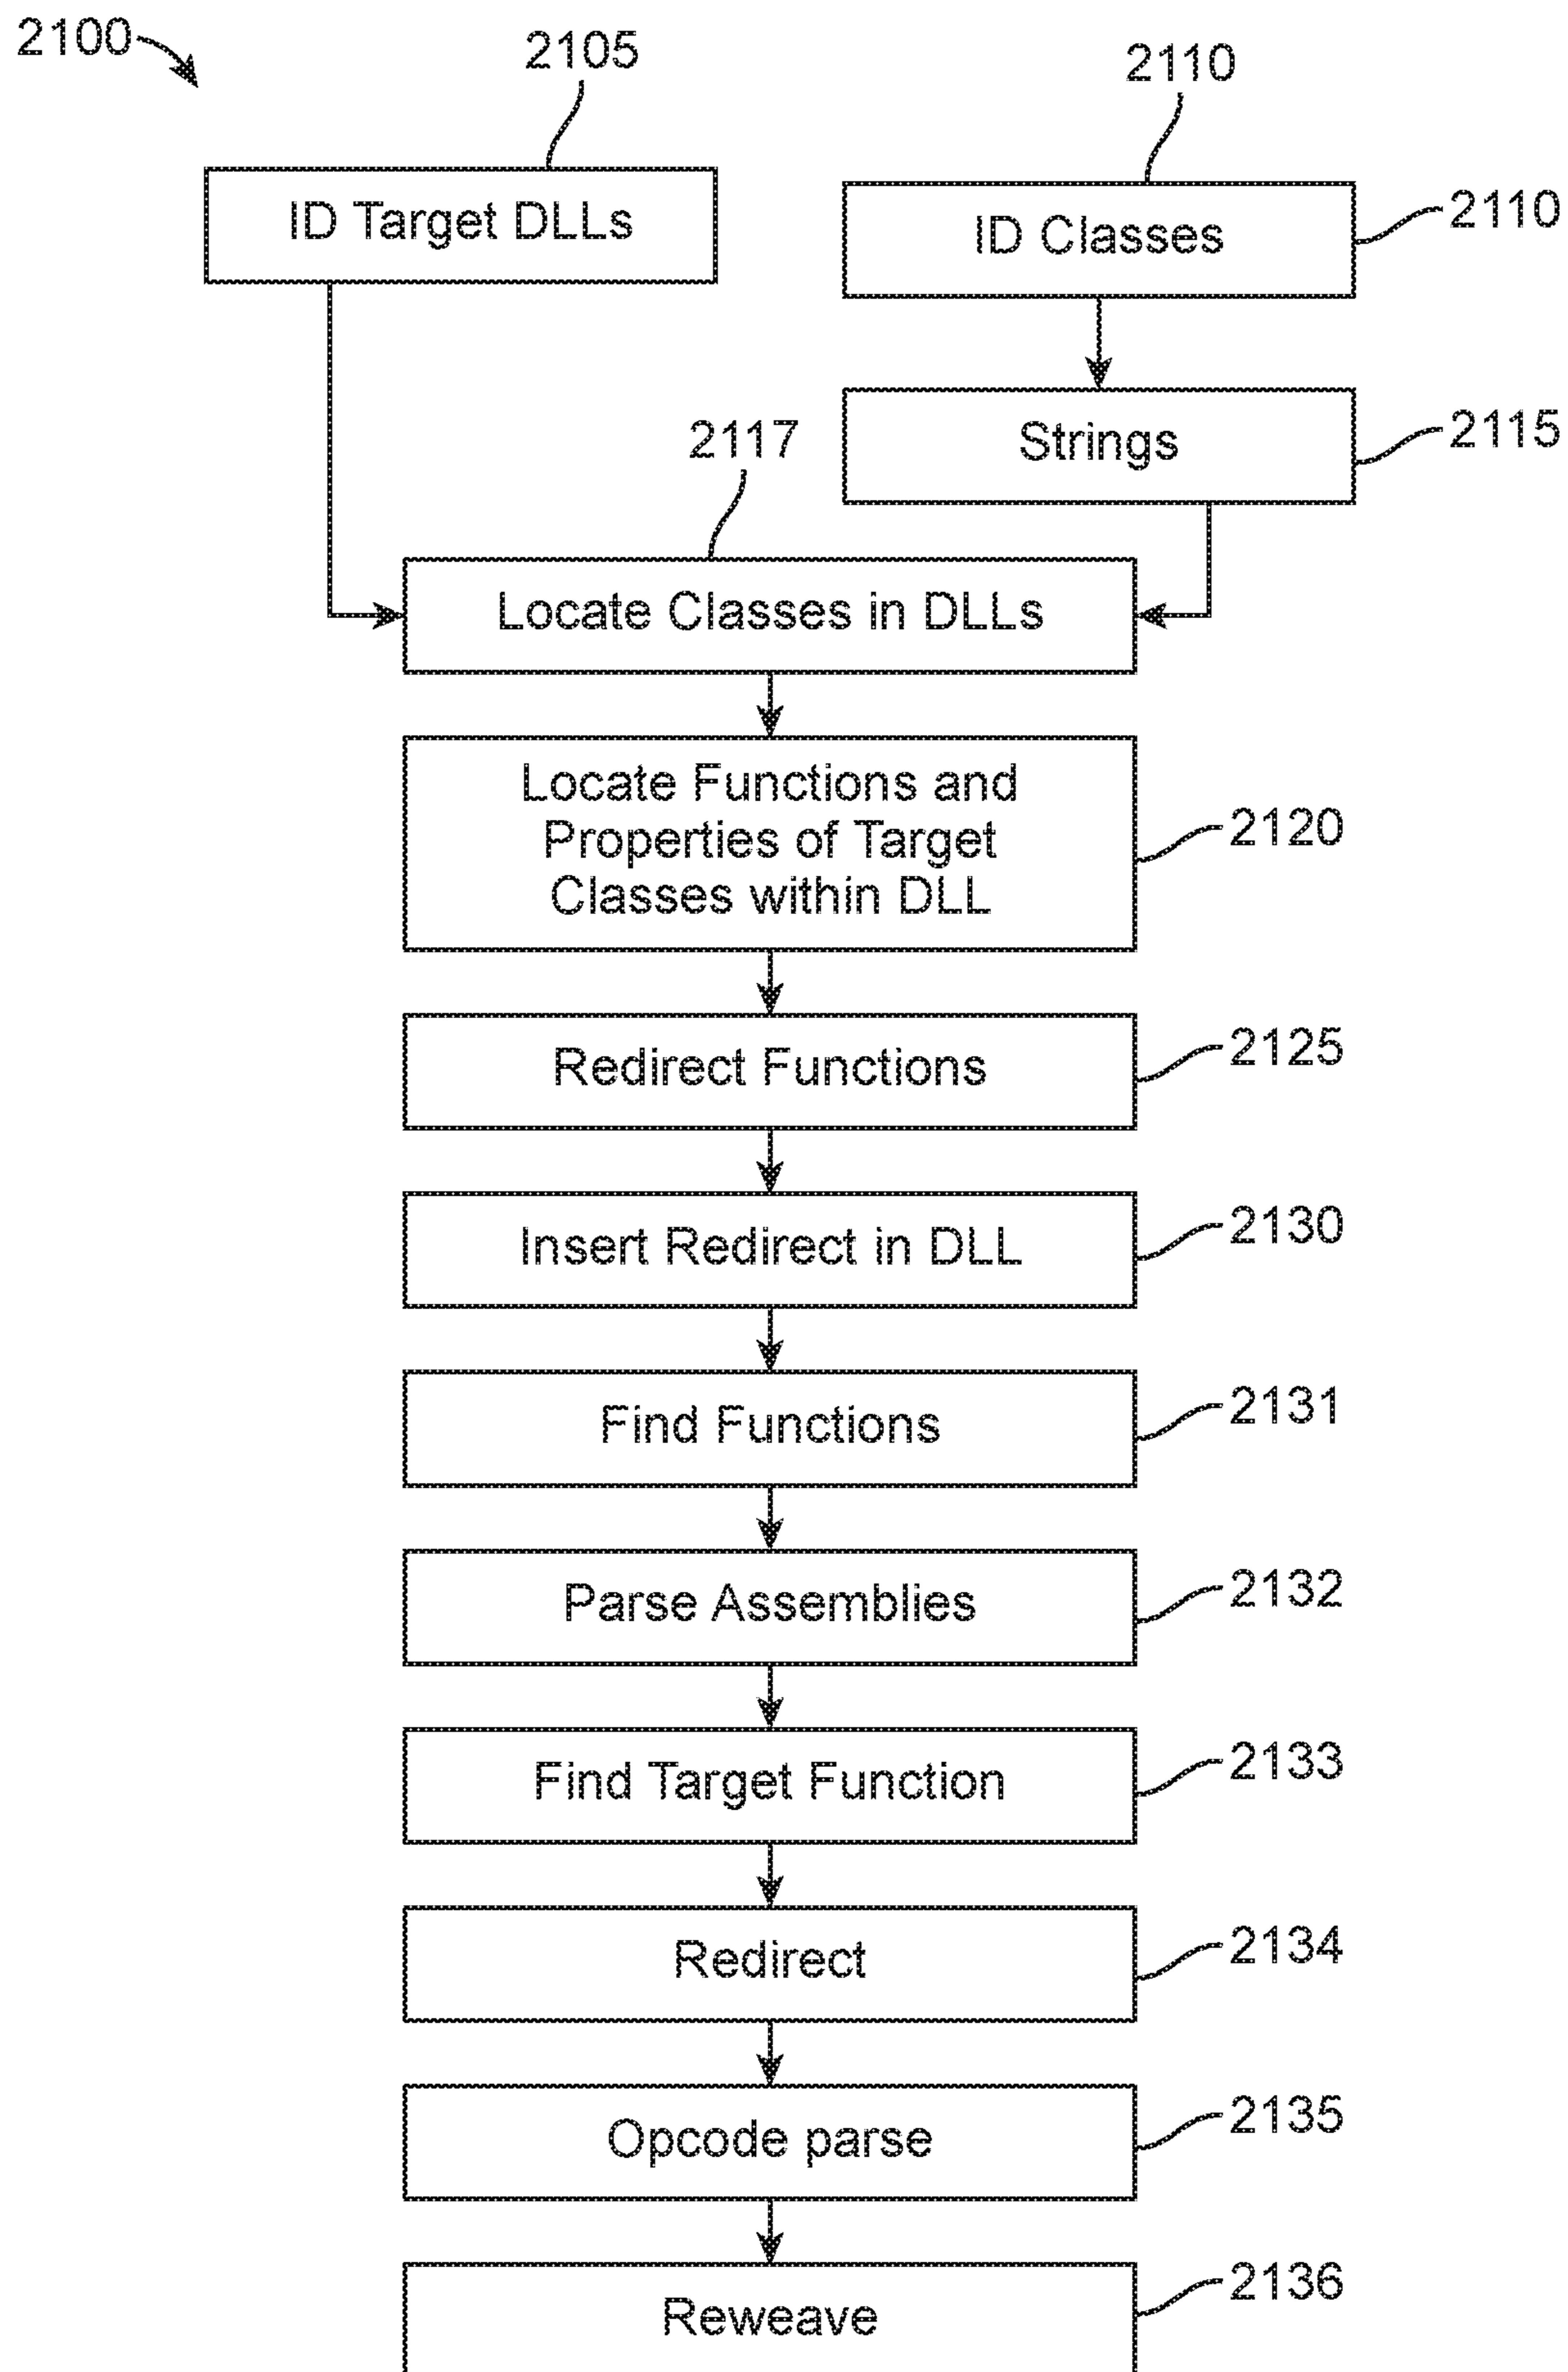 2100
2105
2110
ID Target DLLs
ID Classes
2110
Strings
2115
2117
Locate Classes in DLLs
Locate Functions and
Properties of Target
Classes within DLL
2120
Redirect Functions
2125
Insert Redirect in DLL
2130
Find Functions
2131
Parse Assemblies
2132
Find Target Function
2133
Redirect
2134
Opcode parse
2135
Reweave
2136